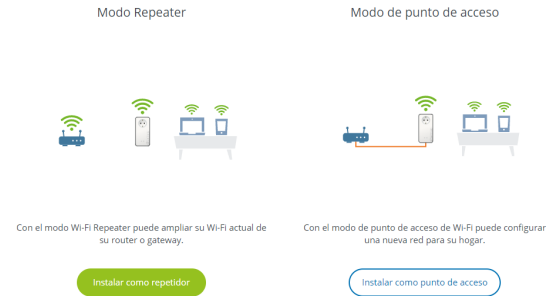 Modo Repeater
Modo de punto de acceso
Con el modo Wi-Fi Repeater puede ampliar su Wi-Fi actual de
su router o gateway.
Con el modo de punto de acceso de Wi-Fi puede configurar
una nueva red para su hogar.
Instalar como repetidor
Instalar como punto de acceso